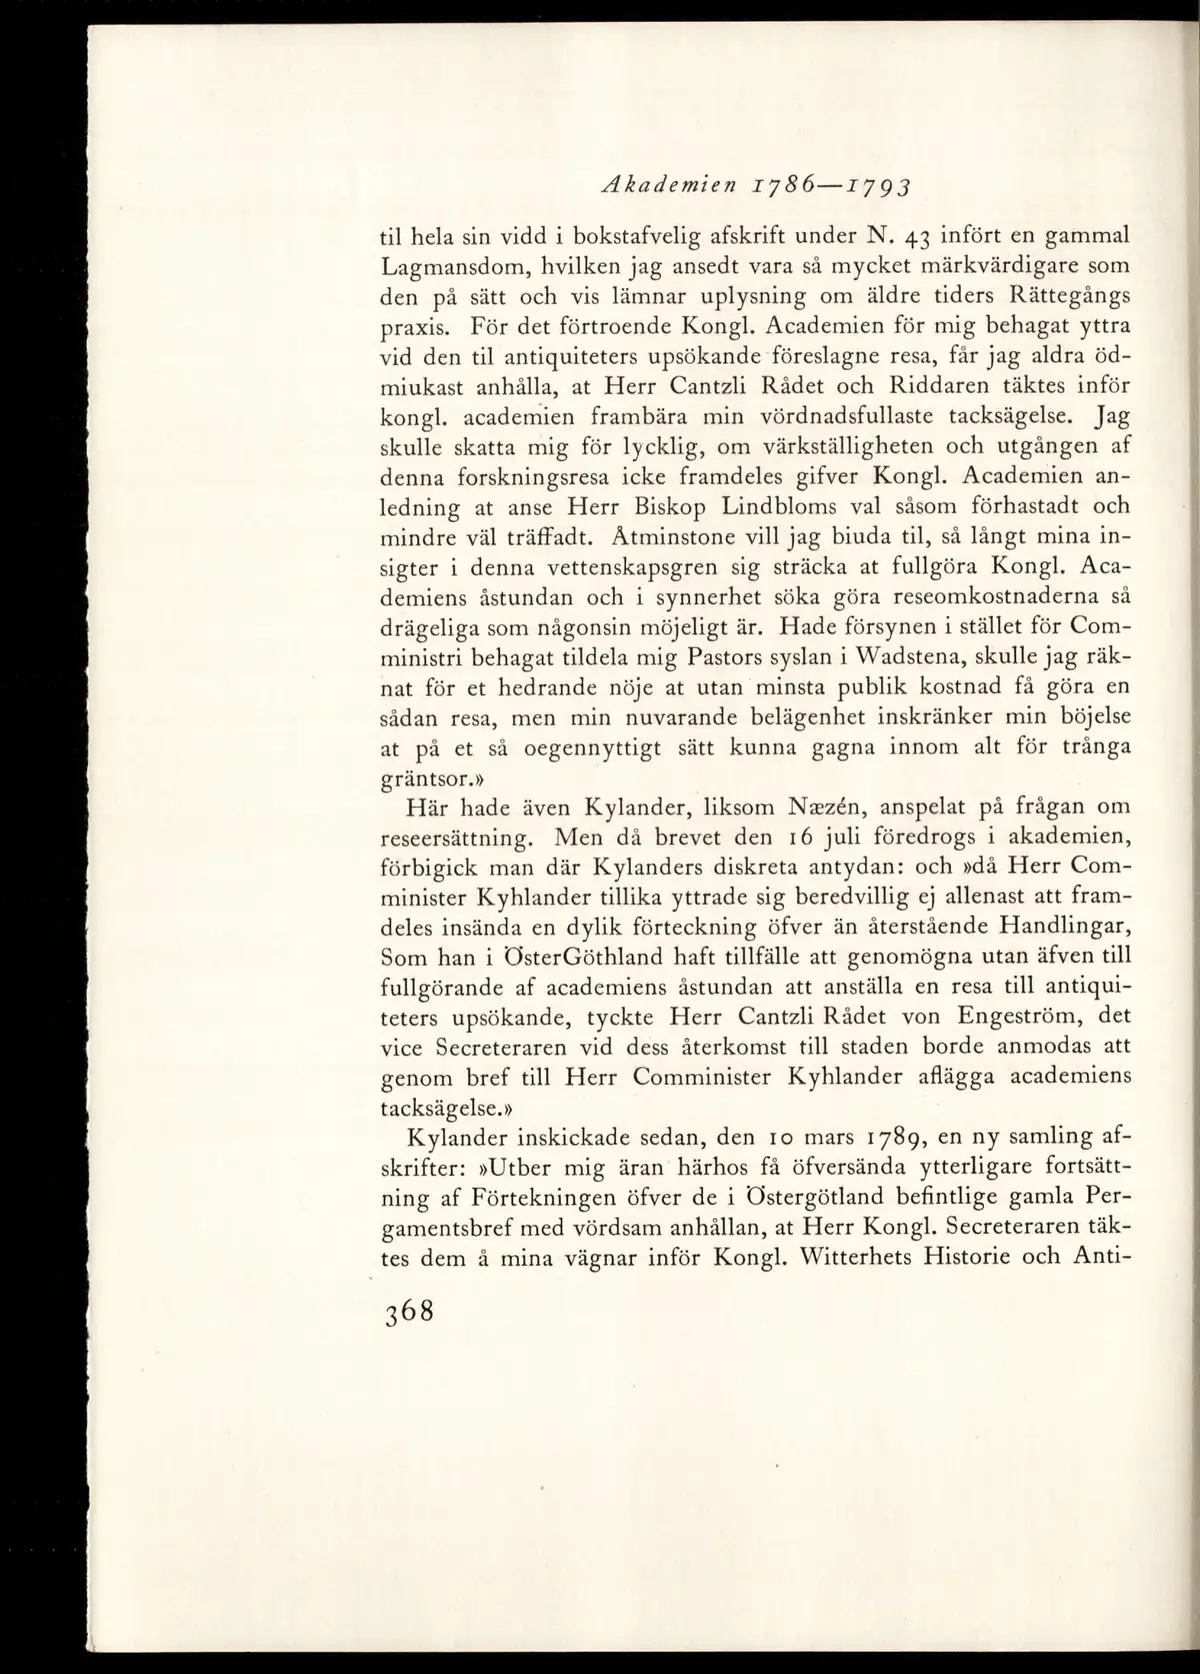 Akademien 1786—1793
til hela sin vidd i bokstafvelig afskrift under N. 43 infört en gammal
Lagmansdom, hvilken jag ansedt vara så mycket märkvärdigare som
den på sätt och vis lämnar uplysning om äldre tiders Rättegångs
praxis. För det förtroende Kongl. Academien för mig behagat yttra
vid den til antiquiteters upsökande föreslagne resa, får jag aldra öd-
miukast anhålla, at Herr Cantzli Rådet och Riddaren täktes inför
kongl. academien frambära min vördnadsfullaste tacksägelse. Jag
skulle skatta mig för lycklig, om värkställigheten och utgången af
denna forskningsresa icke framdeles gifver Kongl. Academien an-
ledning at anse Herr Biskop Lindbloms val såsom förhastadt och
mindre väl träffadt. Åtminstone vill jag biuda til, så långt mina in-
sigter i denna vettenskapsgren sig sträcka at fullgöra Kongl. Aca-
demiens åstundan och i synnerhet söka göra reseomkostnaderna så
drägeliga som någonsin möjeligt är. Hade försynen i stället för Com-
ministri behagat tildela mig Pastors syslan i Wadstena, skulle jag räk-
nat för et hedrande nöje at utan minsta publik kostnad få göra en
sådan resa, men min nuvarande belägenhet inskränker min böjelse
at på et så oegennyttigt sätt kunna gagna innom alt för trånga
gräntsor.»
Här hade även Kylander, liksom Næzén, anspelat på frågan om
reseersättning. Men då brevet den 16 juli föredrogs i akademien,
förbigick man där Kylanders diskreta antydan: och »då Herr Com-
minister Kyhlander tillika yttrade sig beredvillig ej allenast att fram-
deles insända en dylik förteckning öfver än återstående Handlingar,
Som han i ÖsterGöthland haft tillfälle att genomögna utan äfven till
fullgörande af academiens åstundan att anställa en resa till antiqui-
teters upsökande, tyckte Herr Cantzli Rådet von Engeström, det
vice Secreteraren vid dess återkomst till staden borde anmodas att
genom bref till Herr Comminister Kyhlander aflägga academiens
tacksägelse.»
Kylander inskickade sedan, den 10 mars 1789, en ny samling af-
skrifter: »Utber mig äran härhos få öfversända ytterligare fortsätt-
ning af Förtekningen öfver de i Östergötland befintlige gamla Per-
gamentsbref med vördsam anhållan, at Herr Kongl. Secreteraren täk-
tes dem å mina vägnar inför Kongl. Witterhets Historie och Anti-
368